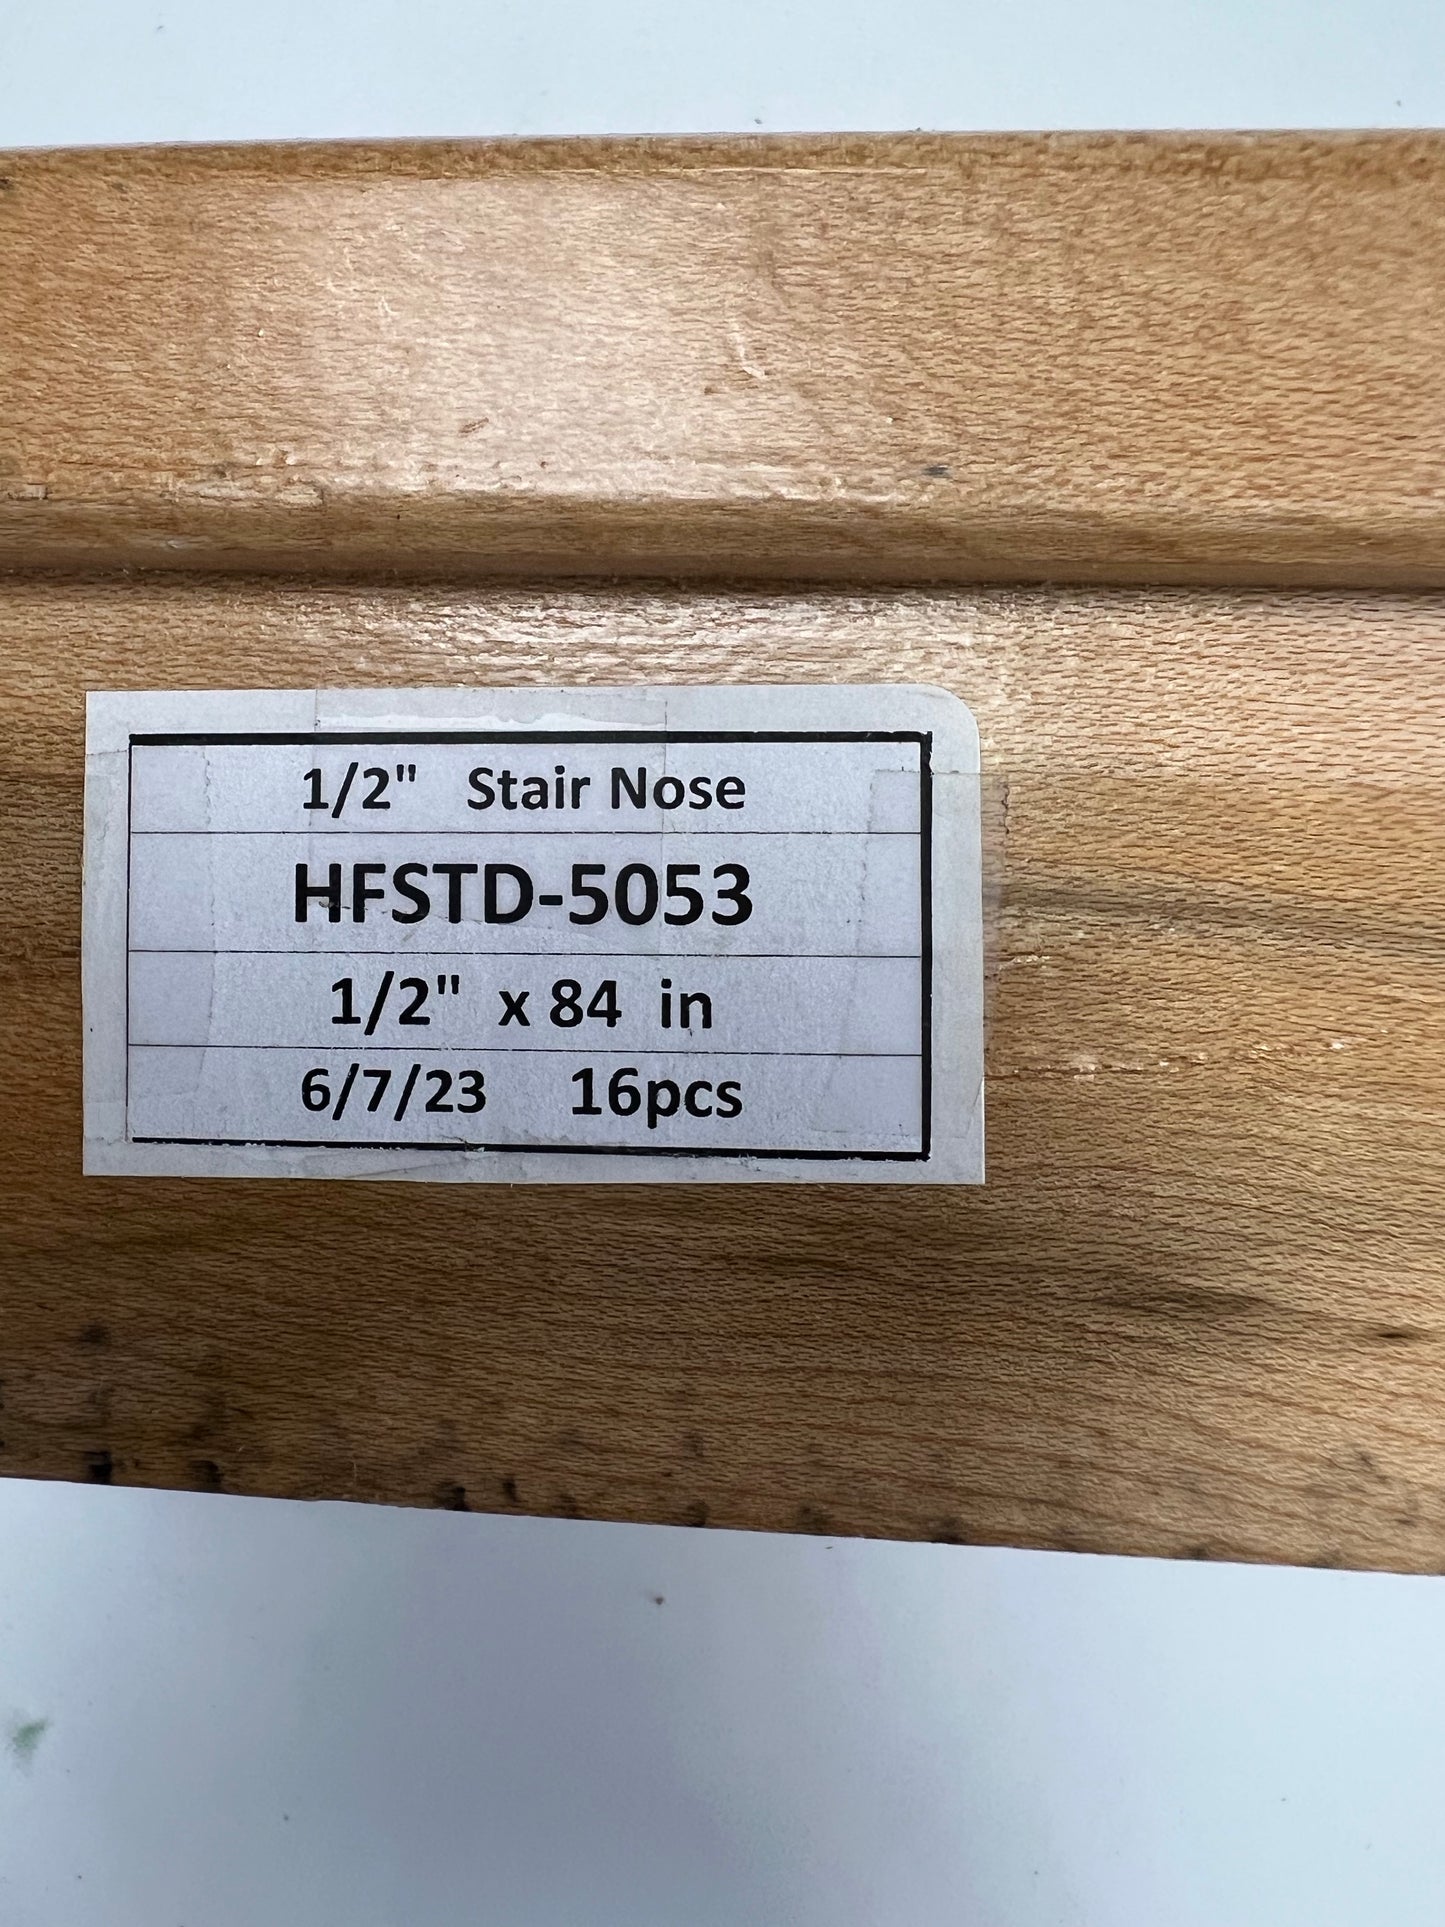 1/2" Stair Nose
HFSTD-5053
1/2" x 84 in
6/7/23 16pcs